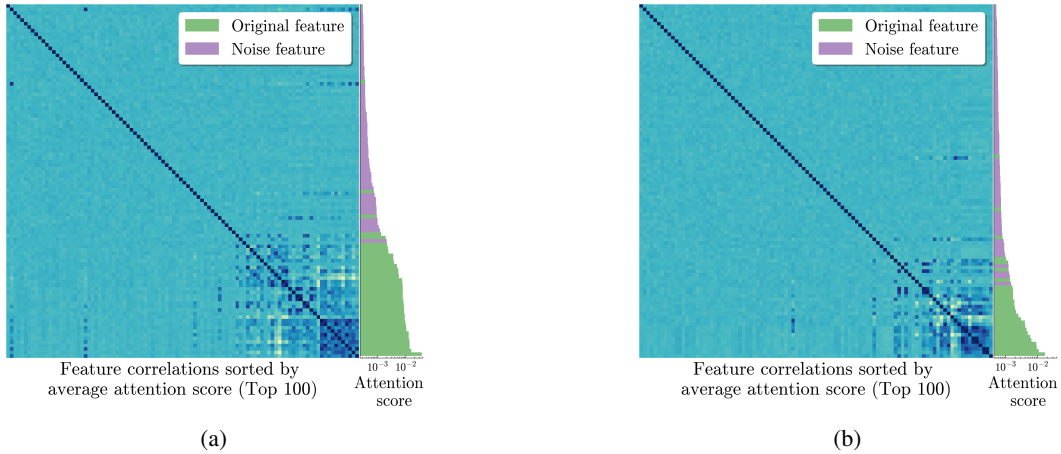 Original feature
Noise feature
10⁻³ 10⁻²
Feature correlations sorted by
average attention score (Top 100)
Attention
score
(a)
Original feature
Noise feature
10⁻³ 10⁻²
Feature correlations sorted by
average attention score (Top 100)
Attention
score
(b)